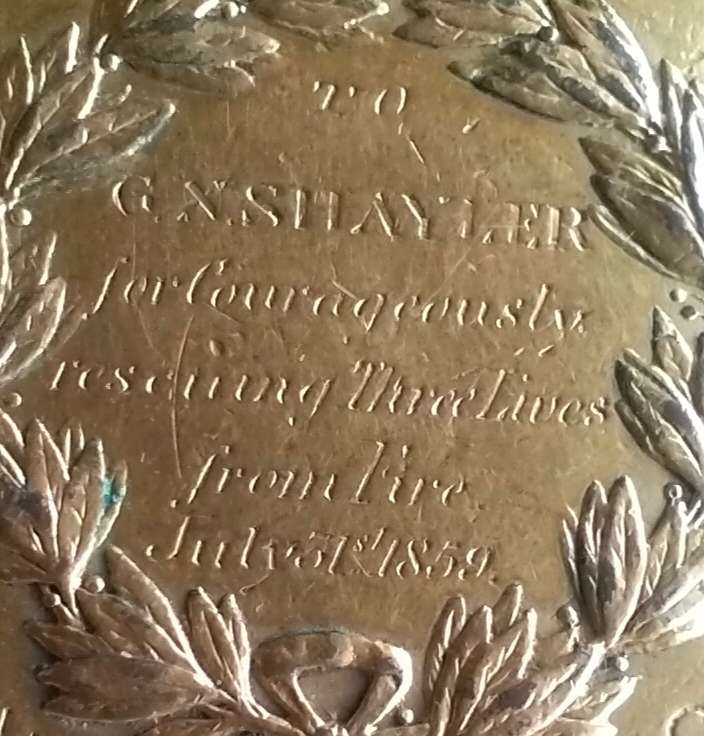 TO
G. N. SHAYLER
for Courageously
rescuing Three Lives
from Fire
July 31st 1859.